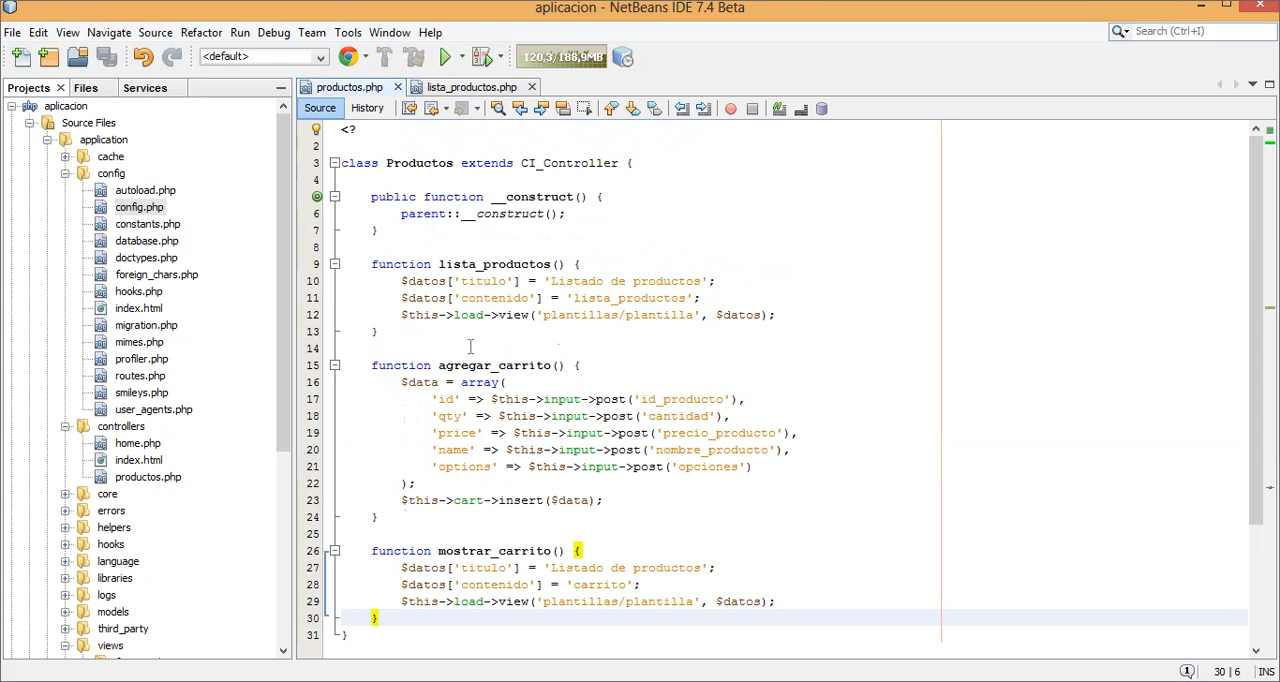 aplicacion - NetBeans IDE 7.4 Beta
File Edit View Navigate Source Refactor Run Debug Team Tools Window Help
Search (Ctrl+I)
<default>
120,3/188,9MB
Projects Files Services
productos.php lista_productos.php
Source History
aplicacion
Source Files
application
cache
config
autoload.php
config.php
constants.php
database.php
doctypes.php
foreign_chars.php
hooks.php
index.html
migration.php
mimes.php
profiler.php
routes.php
smileys.php
user_agents.php
controllers
home.php
index.html
productos.php
core
errors
helpers
hooks
language
libraries
logs
models
third_party
views
1 <?
2
3 class Productos extends CI_Controller {
4
5 public function __construct() {
6 parent::__construct();
7 }
8
9 function lista_productos() {
10 $datos['titulo'] = 'Listado de productos';
11 $datos['contenido'] = 'lista_productos';
12 $this->load->view('plantillas/plantilla', $datos);
13 }
14
15 function agregar_carrito() {
16 $data = array(
17 'id' => $this->input->post('id_producto'),
18 'qty' => $this->input->post('cantidad'),
19 'price' => $this->input->post('precio_producto'),
20 'name' => $this->input->post('nombre_producto'),
21 'options' => $this->input->post('opciones')
22 );
23 $this->cart->insert($data);
24 }
25
26 function mostrar_carrito() {
27 $datos['titulo'] = 'Listado de productos';
28 $datos['contenido'] = 'carrito';
29 $this->load->view('plantillas/plantilla', $datos);
30 }
31 }
30 | 6 INS